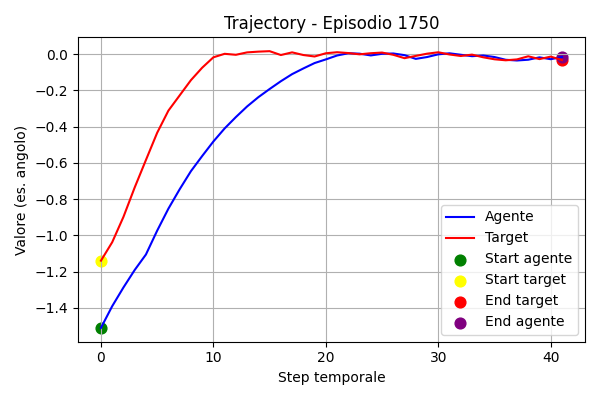 Trajectory - Episodio 1750
Valore (es. angolo)
0.0
−0.2
−0.4
−0.6
−0.8
−1.0
−1.2
−1.4
Agente
Target
Start agente
Start target
End target
End agente
0 10 20 30 40
Step temporale